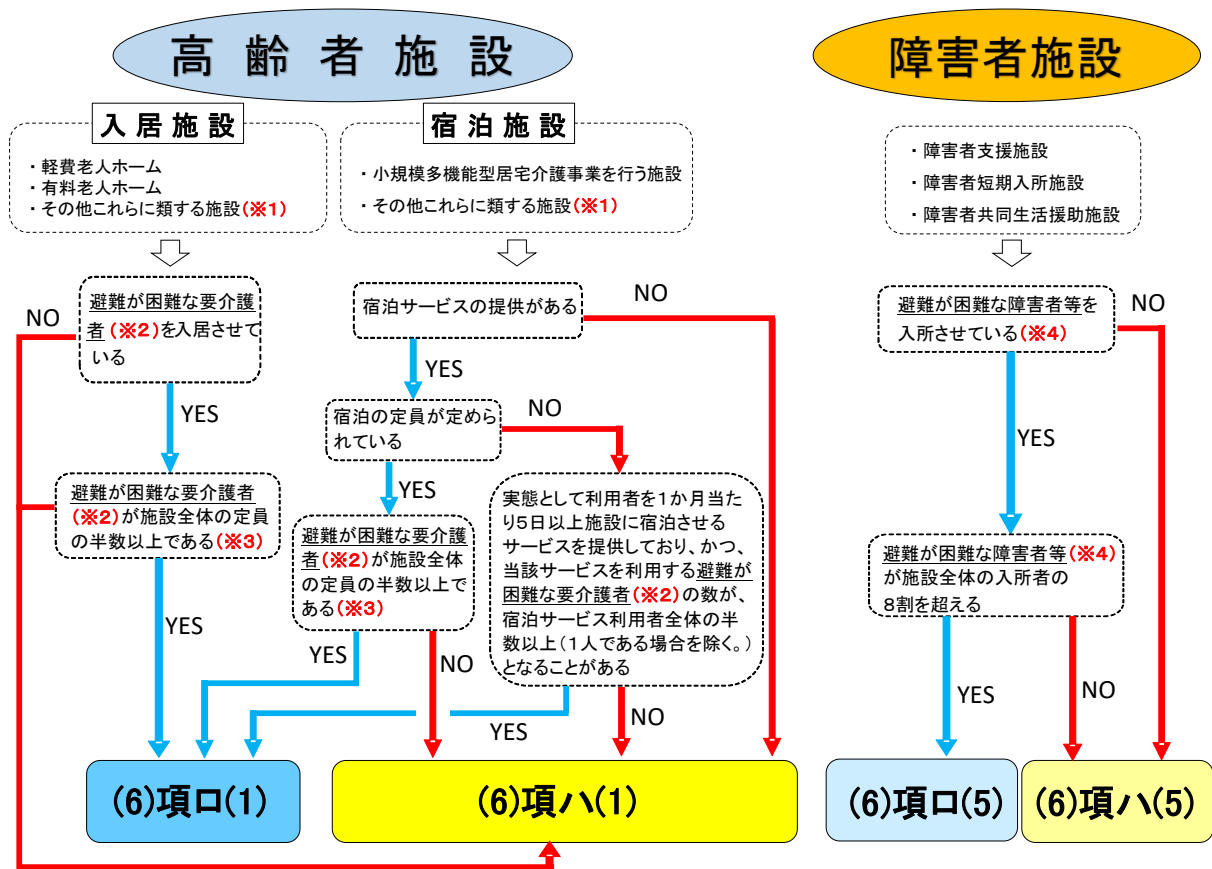 高齢者施設
入居施設
・軽費老人ホーム
・有料老人ホーム
・その他これらに類する施設(※1)
NO
避難が困難な要介護
者(※2)を入居させて
いる
YES
避難が困難な要介護者
(※2)が施設全体の定員
の半数以上である(※3)
YES
宿泊施設
・小規模多機能型居宅介護事業を行う施設
・その他これらに類する施設(※1)
宿泊サービスの提供がある
NO
YES
宿泊の定員が定めら
れている
NO
YES
避難が困難な要介護
者(※2)が施設全体
の定員の半数以上で
ある(※3)
YES
NO
実態として利用者を1か月当た
り5日以上施設に宿泊させる
サービスを提供しており、かつ、
当該サービスを利用する避難が
困難な要介護者(※2)の数が、
宿泊サービス利用者全体の半
数以上(1人である場合を除く。)
となることがある
YES
NO
(6)項ロ(1)
(6)項ハ(1)
障害者施設
・障害者支援施設
・障害者短期入所施設
・障害者共同生活援助施設
避難が困難な障害者等を
入所させている(※4)
NO
YES
避難が困難な障害者等(※4)
が施設全体の入所者の
8割を超える
YES
NO
(6)項ロ(5)
(6)項ハ(5)